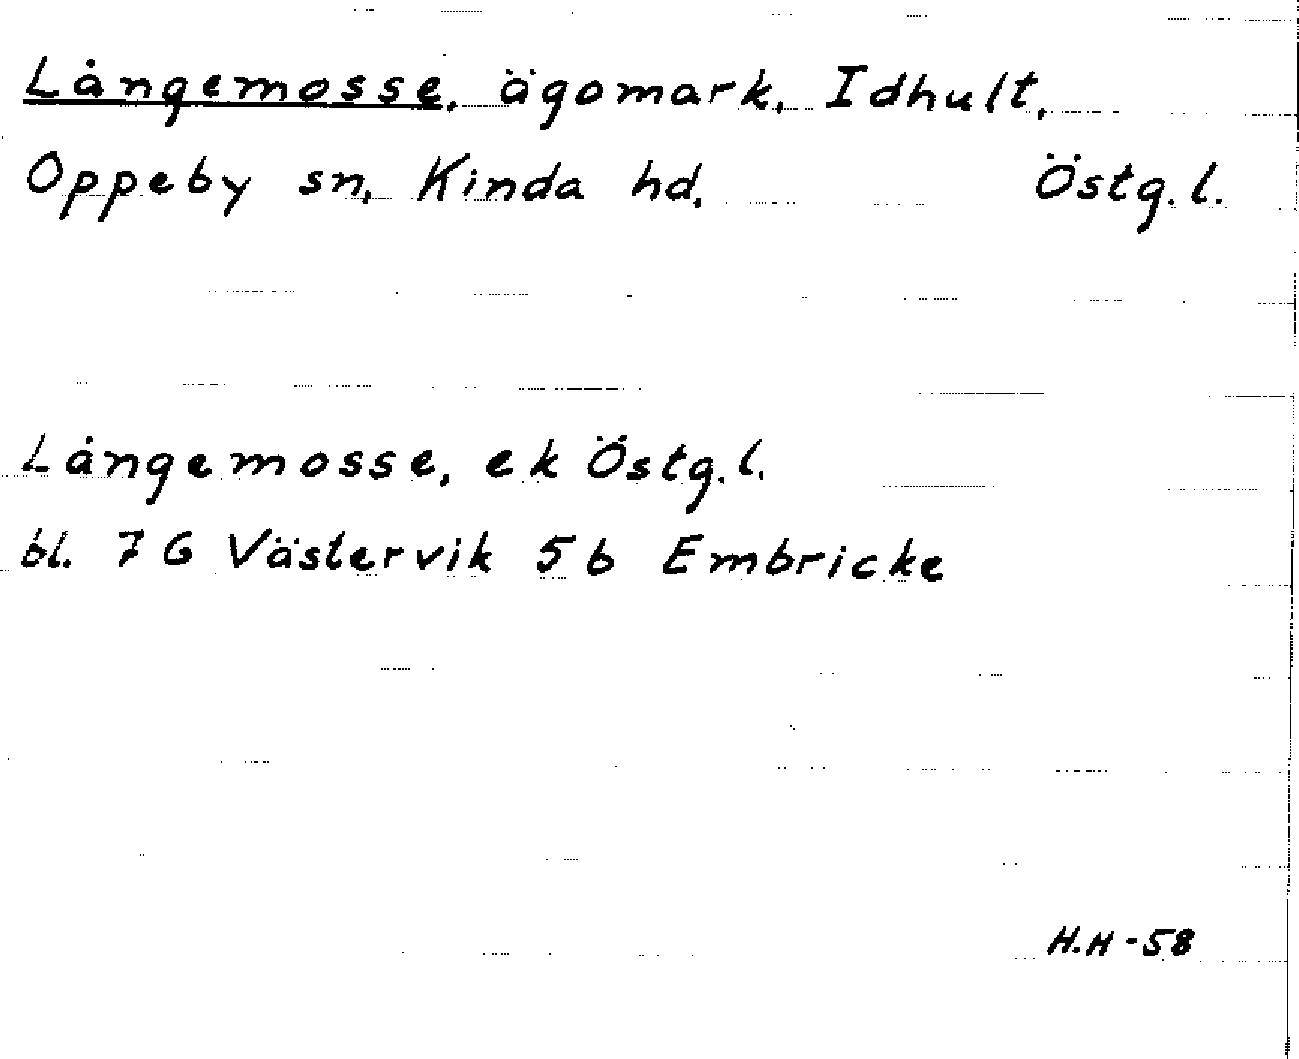 Långemosse, ägomark, Idhult,
Oppeby sn, Kinda hd. Östg.l.
Långemosse, ek Östg.l.
bl. 7 G Västervik 5 b Embricke
H.H-58